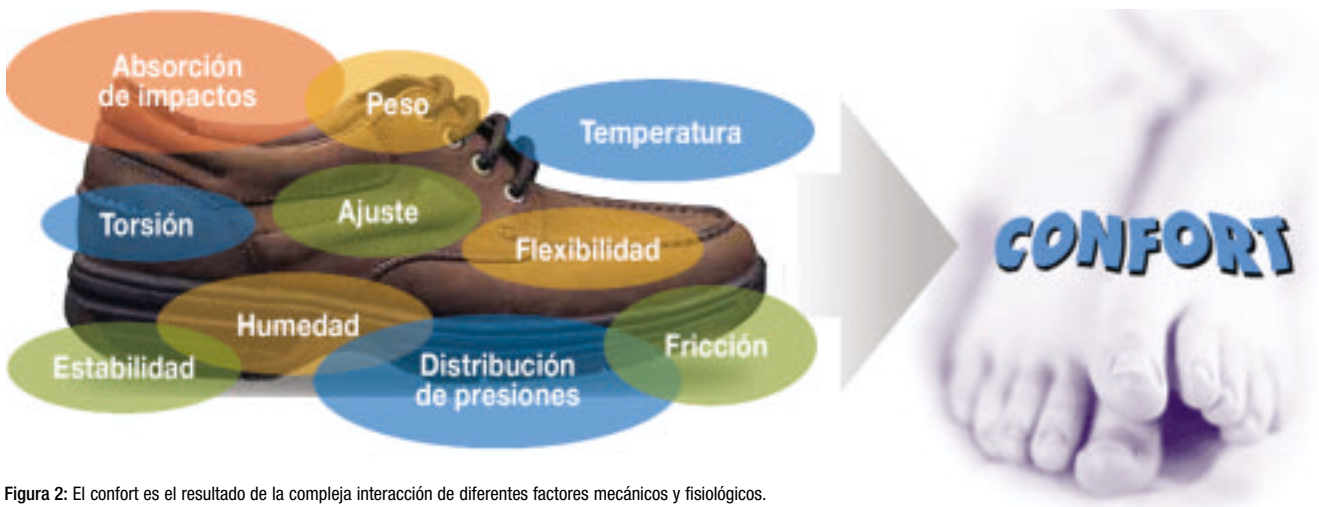 Absorción
de impactos
Peso
Temperatura
Torsión
Ajuste
Flexibilidad
Humedad
Estabilidad
Distribución
de presiones
Fricción
CONFORT
Figura 2: El confort es el resultado de la compleja interacción de diferentes factores mecánicos y fisiológicos.